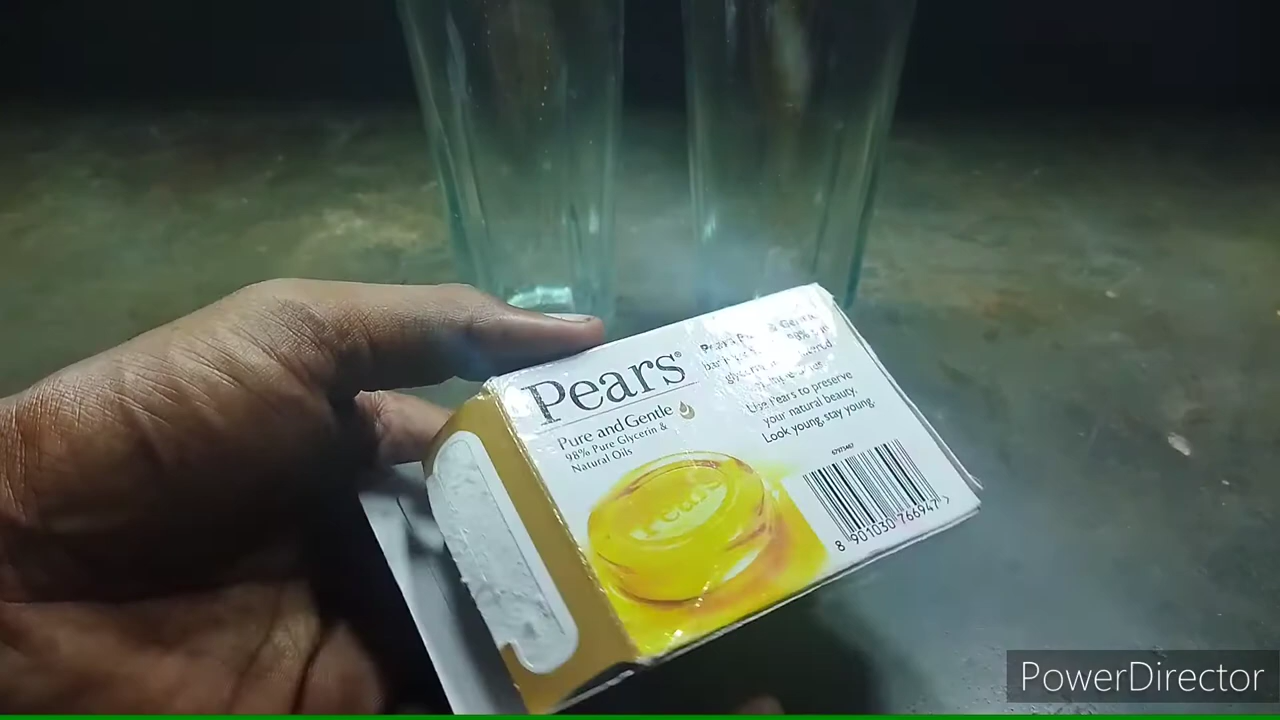 Pears®
Pure and Gentle
98% Pure Glycerin &
Natural Oils
Use Pears to preserve
your natural beauty.
Look young, stay young.
8 901030 766947 >
Pears
PowerDirector